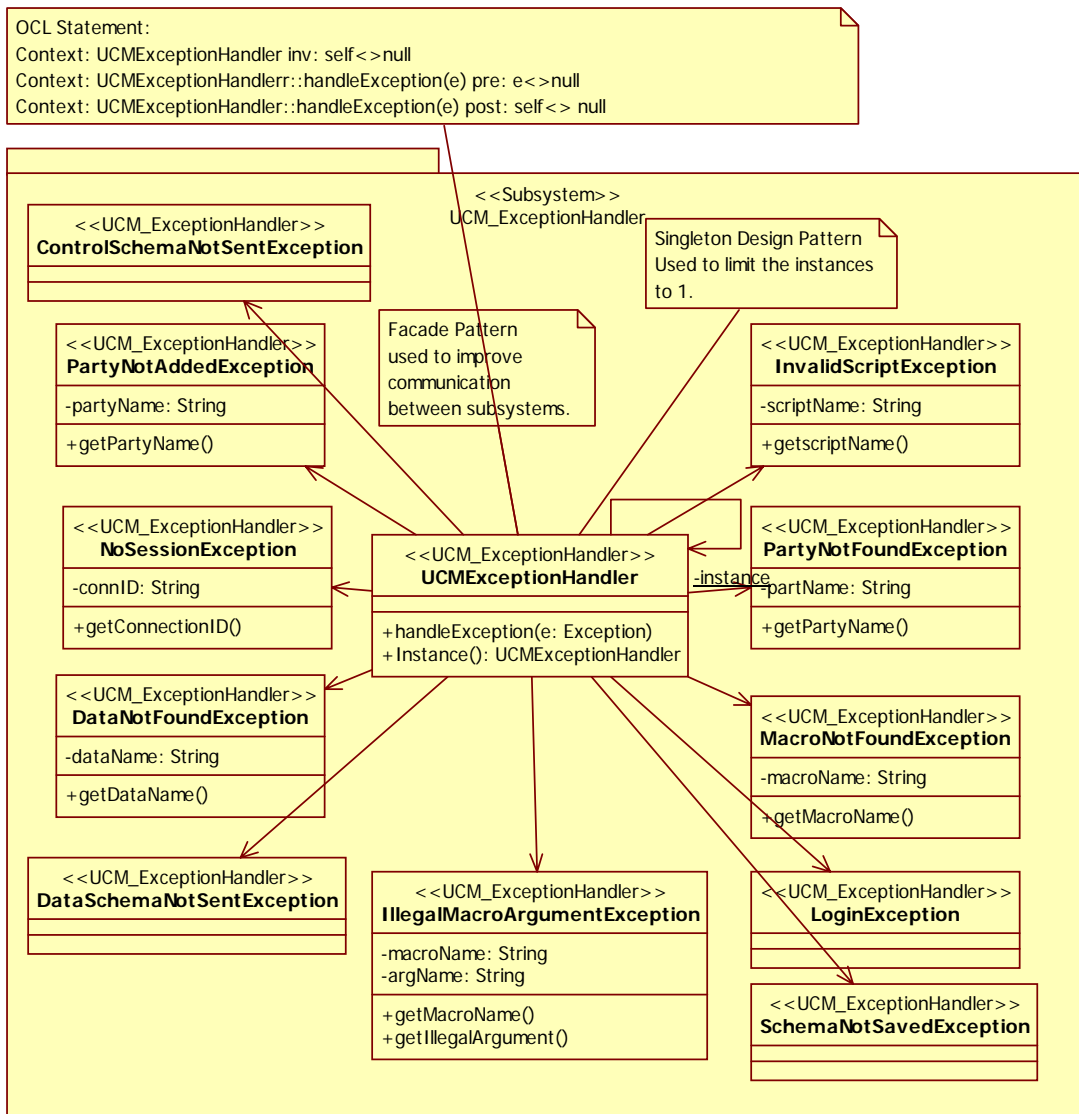 OCL Statement:
Context: UCMExceptionHandler inv: self<>null
Context: UCMExceptionHandlerr::handleException(e) pre: e<>null
Context: UCMExceptionHandler::handleException(e) post: self<> null
<<Subsystem>>
UCM_ExceptionHandler
<<UCM_ExceptionHandler>>
ControlSchemaNotSentException
Singleton Design Pattern
Used to limit the instances
to 1.
Facade Pattern
used to improve
communication
between subsystems.
<<UCM_ExceptionHandler>>
PartyNotAddedException
-partyName: String
+getPartyName()
<<UCM_ExceptionHandler>>
InvalidScriptException
-scriptName: String
+getscriptName()
<<UCM_ExceptionHandler>>
NoSessionException
-connID: String
+getConnectionID()
<<UCM_ExceptionHandler>>
UCMExceptionHandler
+handleException(e: Exception)
+Instance(): UCMExceptionHandler
-instance
<<UCM_ExceptionHandler>>
PartyNotFoundException
-partName: String
+getPartyName()
<<UCM_ExceptionHandler>>
DataNotFoundException
-dataName: String
+getDataName()
<<UCM_ExceptionHandler>>
MacroNotFoundException
-macroName: String
+getMacroName()
<<UCM_ExceptionHandler>>
DataSchemaNotSentException
<<UCM_ExceptionHandler>>
IllegalMacroArgumentException
-macroName: String
-argName: String
+getMacroName()
+getIllegalArgument()
<<UCM_ExceptionHandler>>
LoginException
<<UCM_ExceptionHandler>>
SchemaNotSavedException